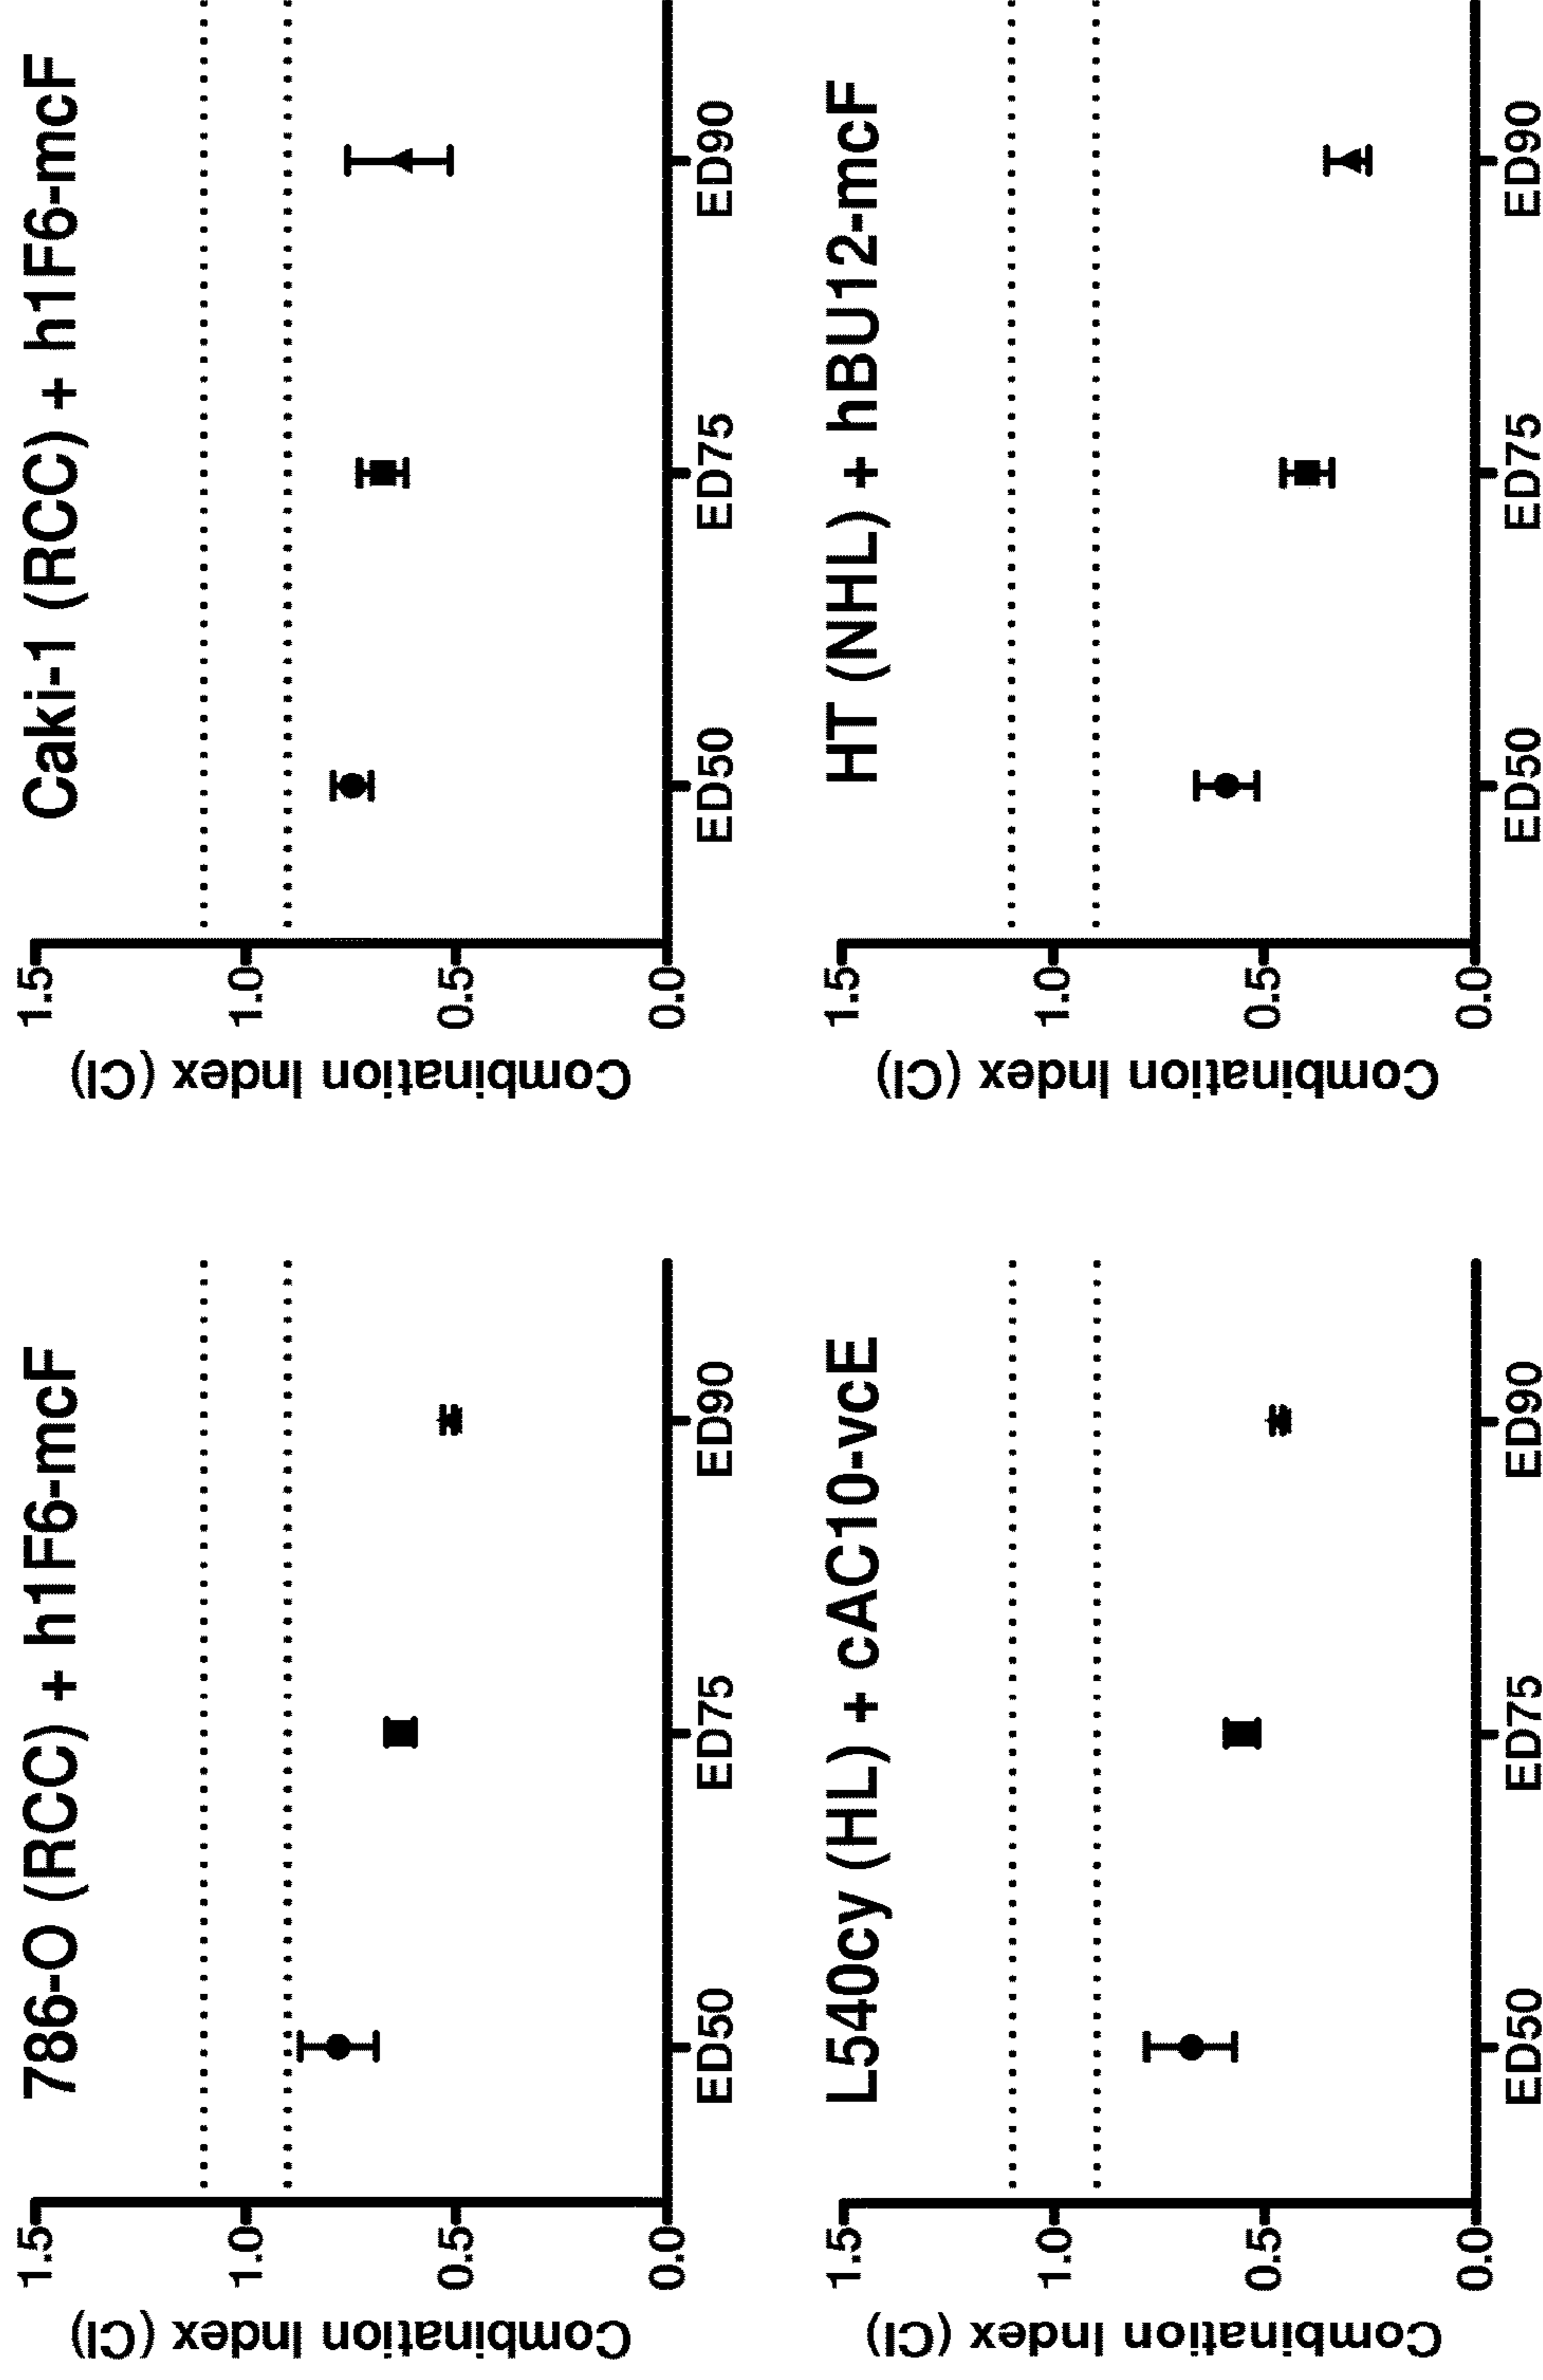 786-O (RCC) + h1F6-mcF
Combination Index (CI)
1.5
1.0
0.5
0.0
ED50
ED75
ED90
Caki-1 (RCC) + h1F6-mcF
Combination Index (CI)
1.5
1.0
0.5
0.0
ED50
ED75
ED90
L540cy (HL) + cAC10-vcE
Combination Index (CI)
1.5
1.0
0.5
0.0
ED50
ED75
ED90
HT (NHL) + hBU12-mcF
Combination Index (CI)
1.5
1.0
0.5
0.0
ED50
ED75
ED90